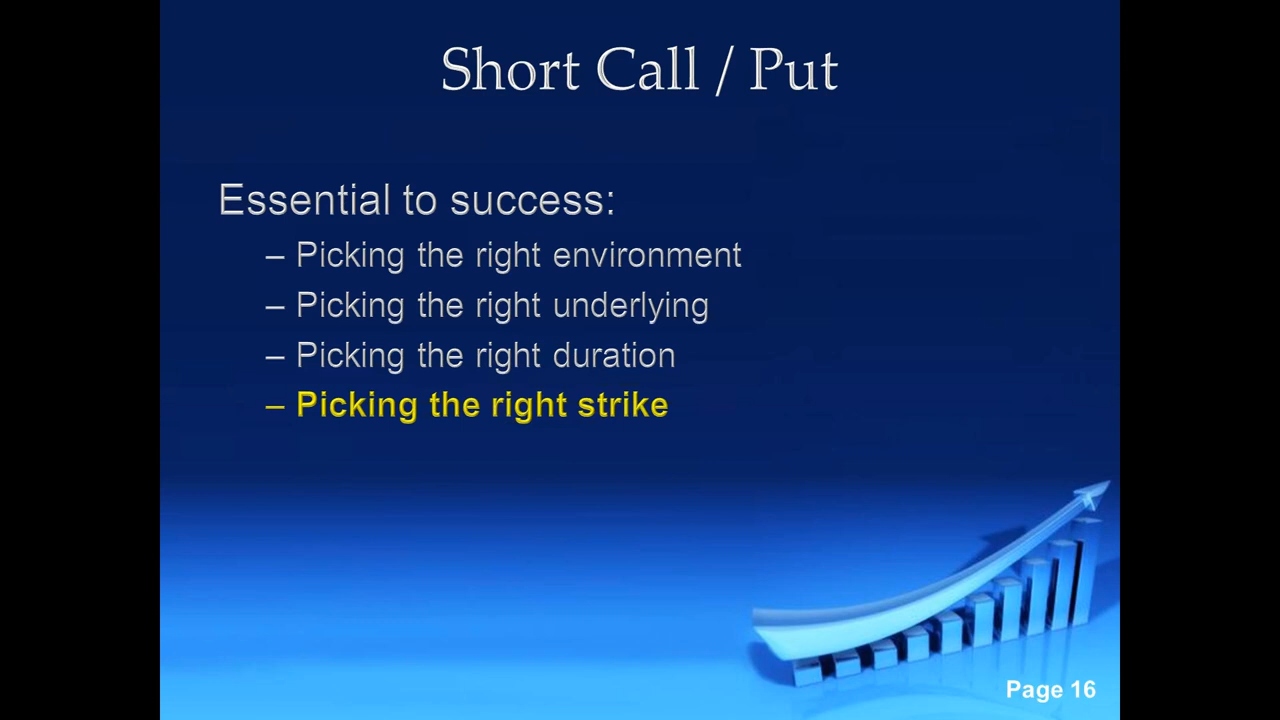 Short Call / Put
Essential to success:
– Picking the right environment
– Picking the right underlying
– Picking the right duration
– Picking the right strike
Page 16